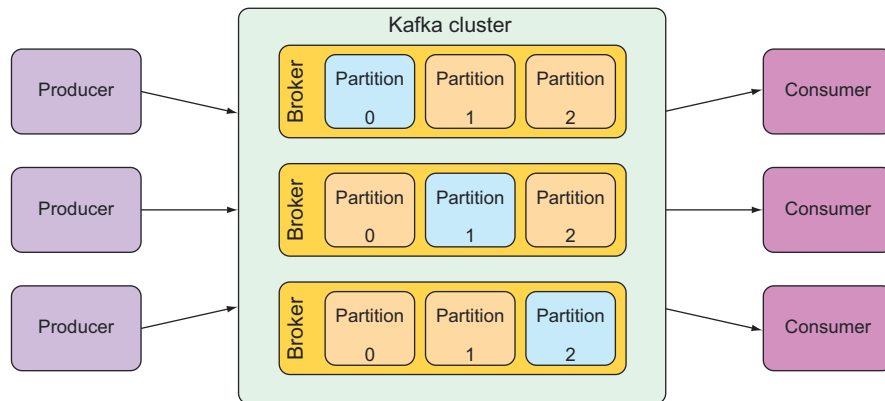 Kafka cluster
Producer
Broker
Partition
0
Partition
1
Partition
2
Consumer
Producer
Broker
Partition
0
Partition
1
Partition
2
Consumer
Producer
Broker
Partition
0
Partition
1
Partition
2
Consumer